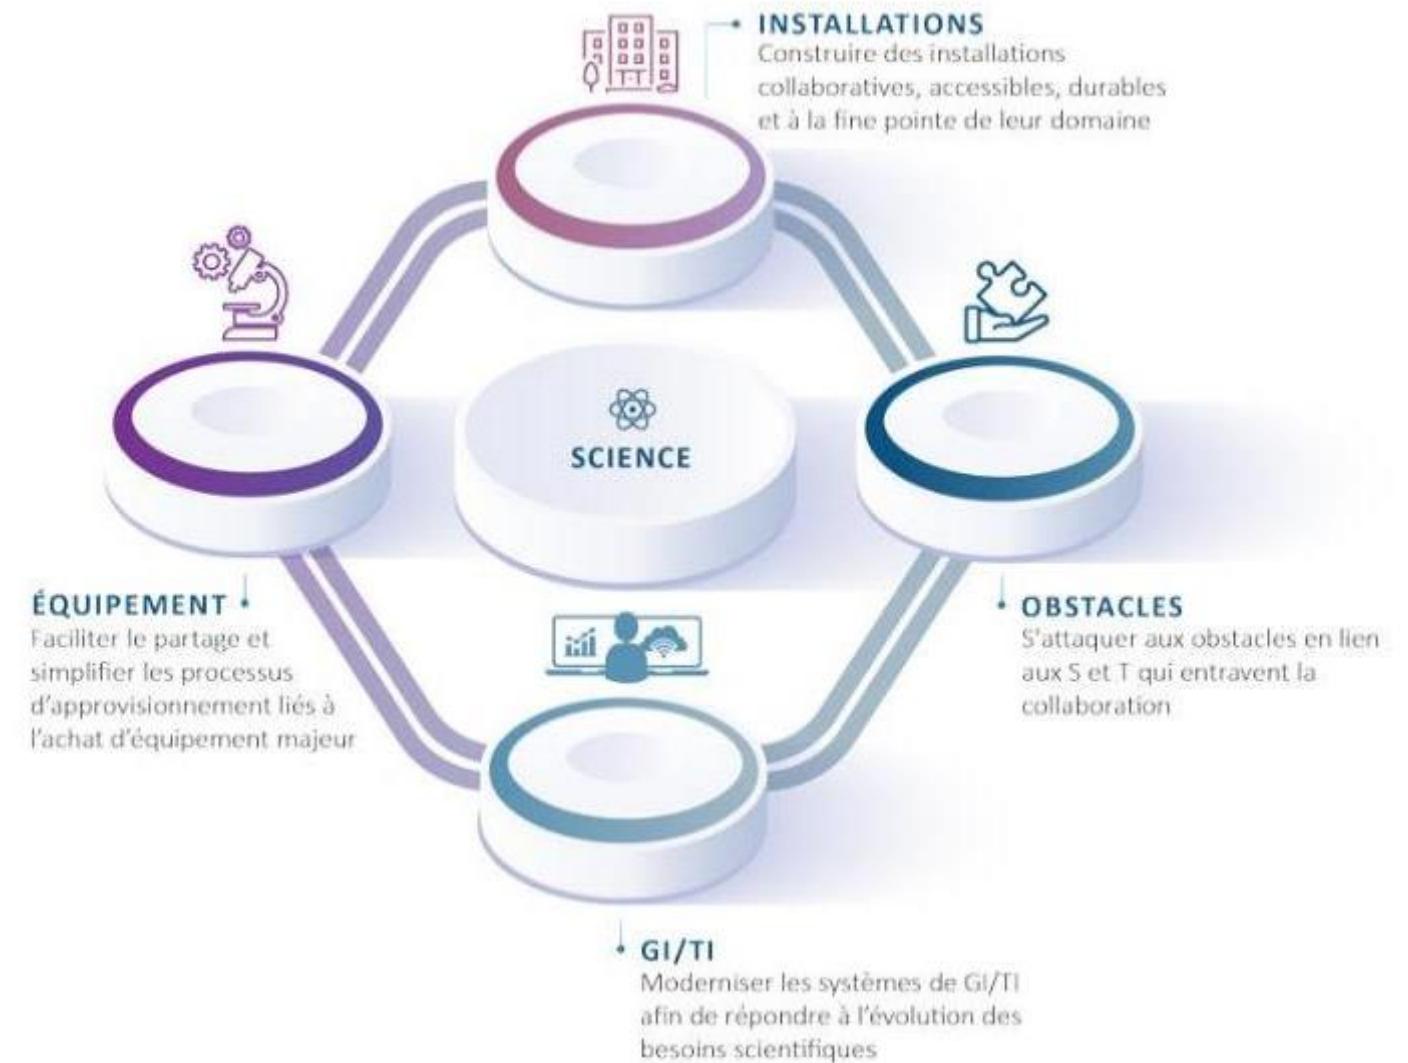 INSTALLATIONS
Construire des installations
collaboratives, accessibles, durables
et à la fine pointe de leur domaine
SCIENCE
ÉQUIPEMENT
Faciliter le partage et
simplifier les processus
d'approvisionnement liés à
l'achat d'équipement majeur
OBSTACLES
S'attaquer aux obstacles en lien
aux S et T qui entravent la
collaboration
GI/TI
Moderniser les systèmes de GI/TI
afin de répondre à l'évolution des
besoins scientifiques